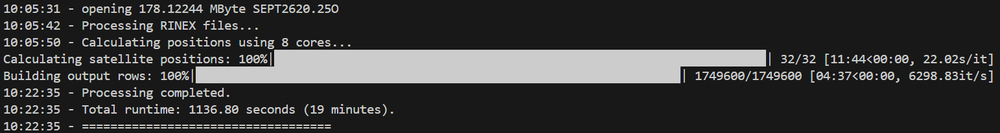 10:05:31 - opening 178.12244 MByte SEPT2620.25O
10:05:42 - Processing RINEX files...
10:05:50 - Calculating positions using 8 cores...
Calculating satellite positions: 100%| | 32/32 [11:44<00:00, 22.02s/it]
Building output rows: 100%| | 1749600/1749600 [04:37<00:00, 6298.83it/s]
10:22:35 - Processing completed.
10:22:35 - Total runtime: 1136.80 seconds (19 minutes).
10:22:35 - ===================================